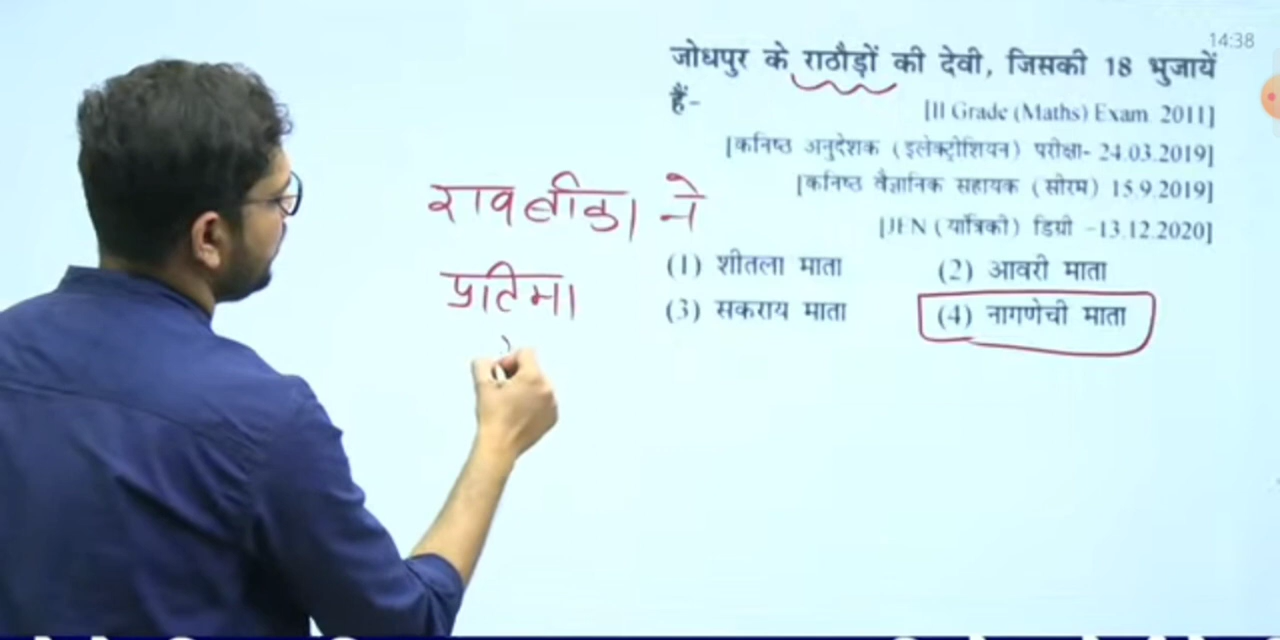 14:38
जोधपुर के राठौड़ों की देवी, जिसकी 18 भुजायें
हैं-
[II Grade (Maths) Exam. 2011]
[कनिष्ठ अनुदेशक (इलेक्ट्रीशियन) परीक्षा- 24.03.2019]
[कनिष्ठ वैज्ञानिक सहायक (सीरम) 15.9.2019]
[JEN (यांत्रिकी) डिग्री -13.12.2020]
(1) शीतला माता (2) आवरी माता
(3) सकराय माता (4) नागणेची माता
राव बीका ने
प्रतिमा